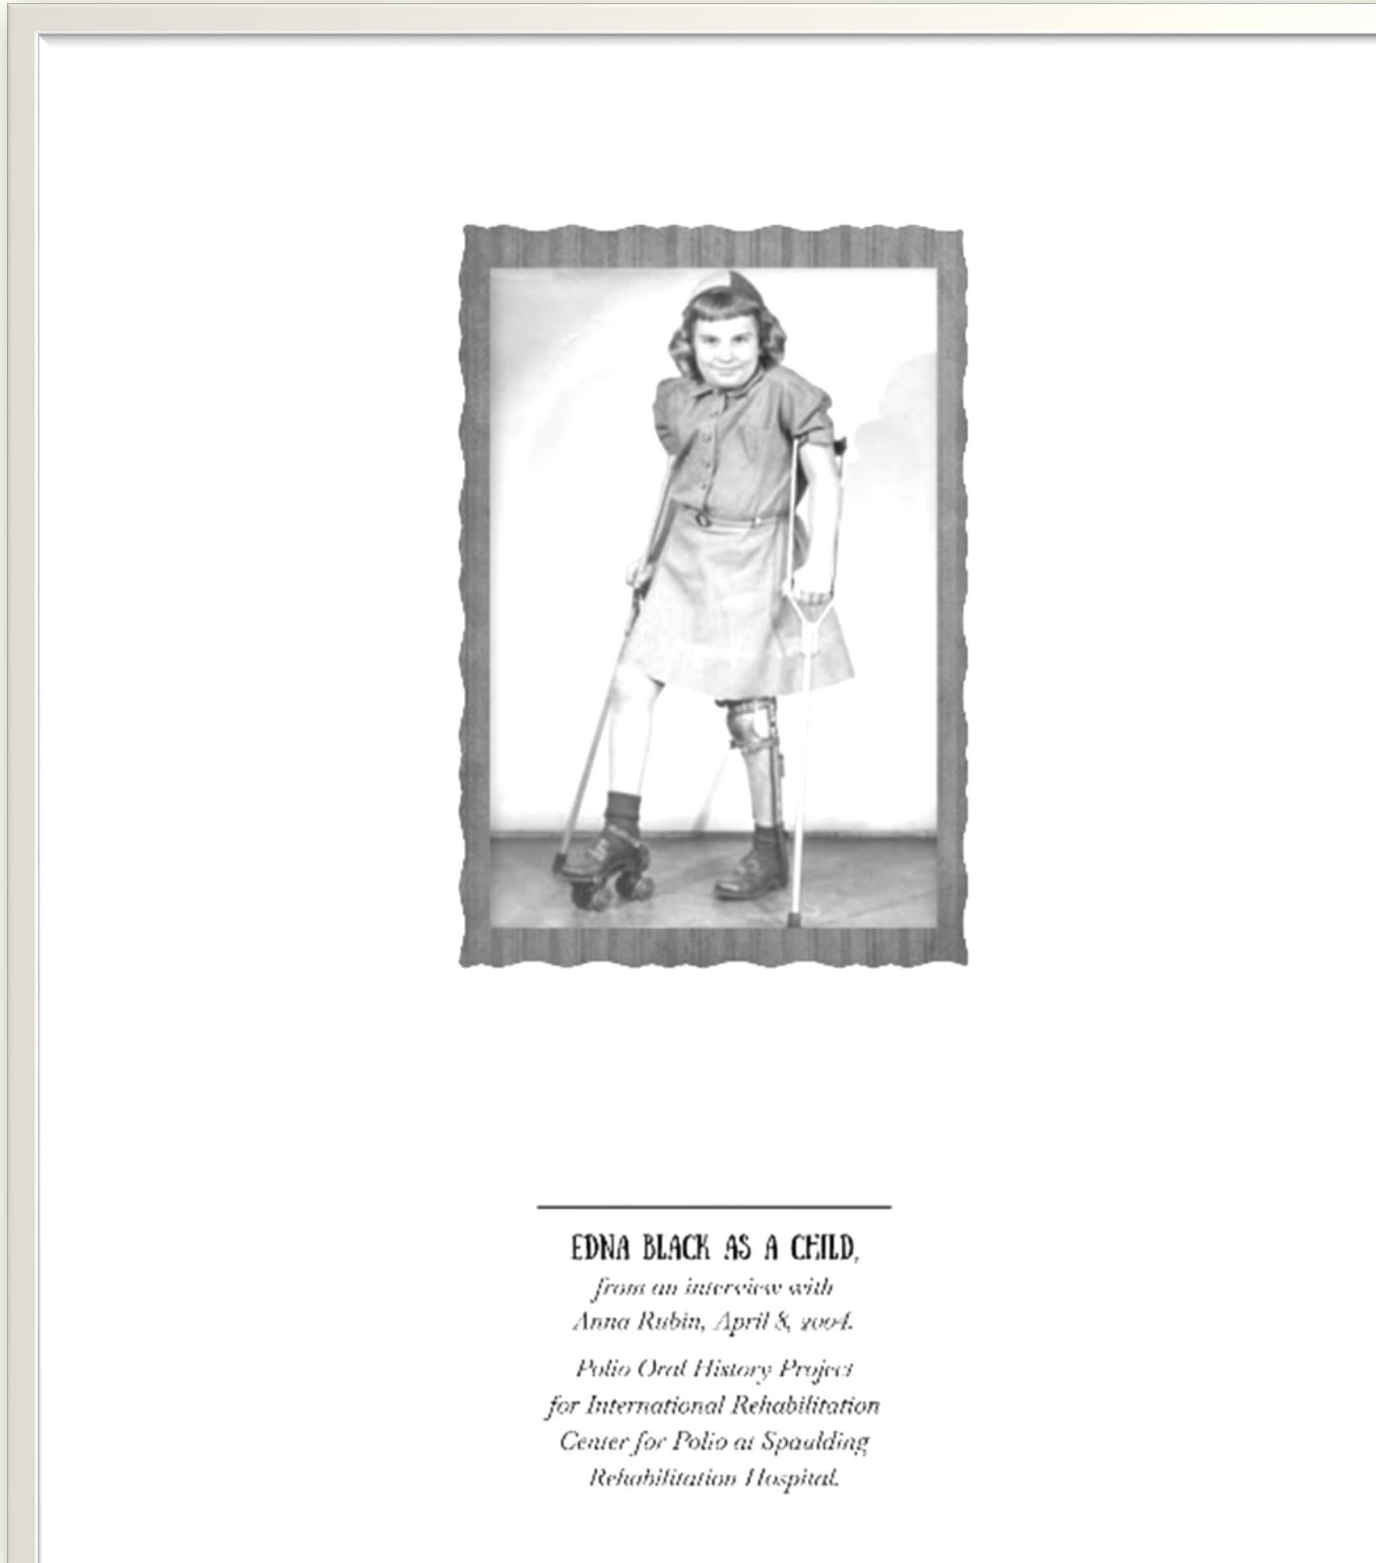 EDNA BLACK AS A CHILD,
from an interview with
Anna Rubin, April 8, 2004.
Polio Oral History Project
for International Rehabilitation
Center for Polio at Spaulding
Rehabilitation Hospital.